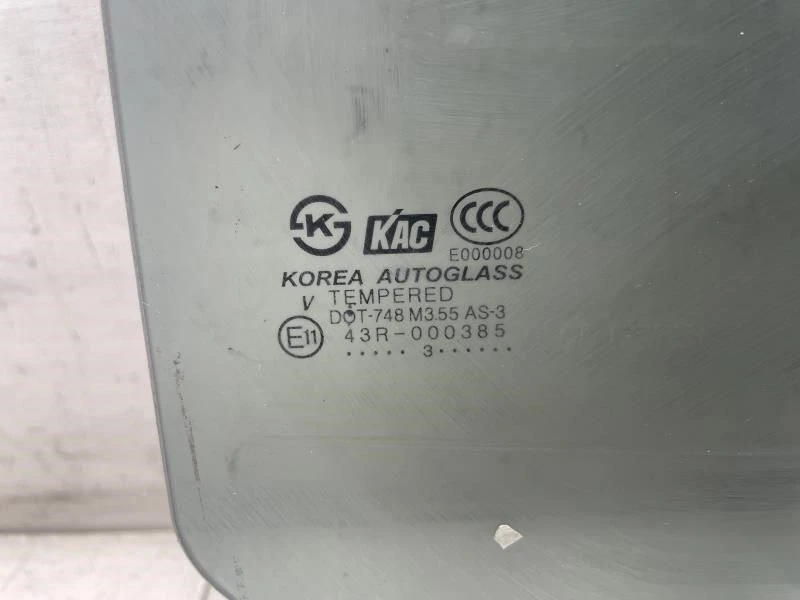 K KAC CCC
E000008
KOREA AUTOGLASS
V TEMPERED
DOT-748 M3.55 AS-3
E11 43R-000385
..... 3......